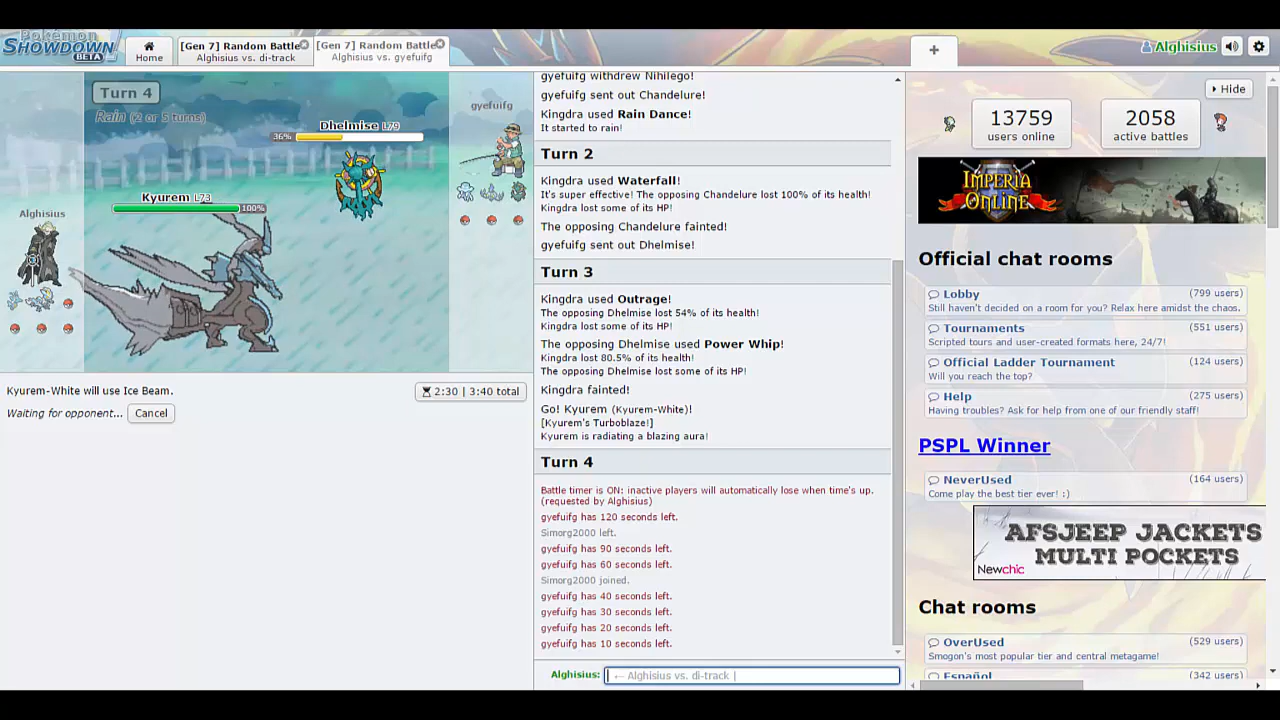 Pokémon
SHOWDOWN
BETA
Home
[Gen 7] Random Battle
Alghisius vs. di-track
[Gen 7] Random Battle
Alghisius vs. gyefuifg
+
Alghisius
Turn 4
Rain (2 or 5 turns)
Dhelmise L79
36%
Kyurem L73
100%
Alghisius
gyefuifg
Kyurem-White will use Ice Beam.
2:30 | 3:40 total
Waiting for opponent...
Cancel
gyefuifg withdrew Nihilego!
gyefuifg sent out Chandelure!
Kingdra used Rain Dance!
It started to rain!
Turn 2
Kingdra used Waterfall!
It's super effective! The opposing Chandelure lost 100% of its health!
Kingdra lost some of its HP!
The opposing Chandelure fainted!
gyefuifg sent out Dhelmise!
Turn 3
Kingdra used Outrage!
The opposing Dhelmise lost 54% of its health!
Kingdra lost some of its HP!
The opposing Dhelmise used Power Whip!
Kingdra lost 80.5% of its health!
The opposing Dhelmise lost some of its HP!
Kingdra fainted!
Go! Kyurem (Kyurem-White)!
[Kyurem's Turboblaze!]
Kyurem is radiating a blazing aura!
Turn 4
Battle timer is ON: inactive players will automatically lose when time's up.
(requested by Alghisius)
gyefuifg has 120 seconds left.
Simorg2000 left.
gyefuifg has 90 seconds left.
gyefuifg has 60 seconds left.
Simorg2000 joined.
gyefuifg has 40 seconds left.
gyefuifg has 30 seconds left.
gyefuifg has 20 seconds left.
gyefuifg has 10 seconds left.
Alghisius:
← Alghisius vs. di-track |
Hide
13759
users online
2058
active battles
IMPERIA
ONLINE
Official chat rooms
Lobby
(799 users)
Still haven't decided on a room for you? Relax here amidst the chaos.
Tournaments
(551 users)
Scripted tours and user-created formats here, 24/7!
Official Ladder Tournament
(124 users)
Will you reach the top?
Help
(275 users)
Having troubles? Ask for help from one of our friendly staff!
PSPL Winner
NeverUsed
(164 users)
Come play the best tier ever! :)
AFSJEEP JACKETS
MULTI POCKETS
Newchic
Chat rooms
OverUsed
(529 users)
Smogon's most popular tier and central metagame!
Español
(342 users)